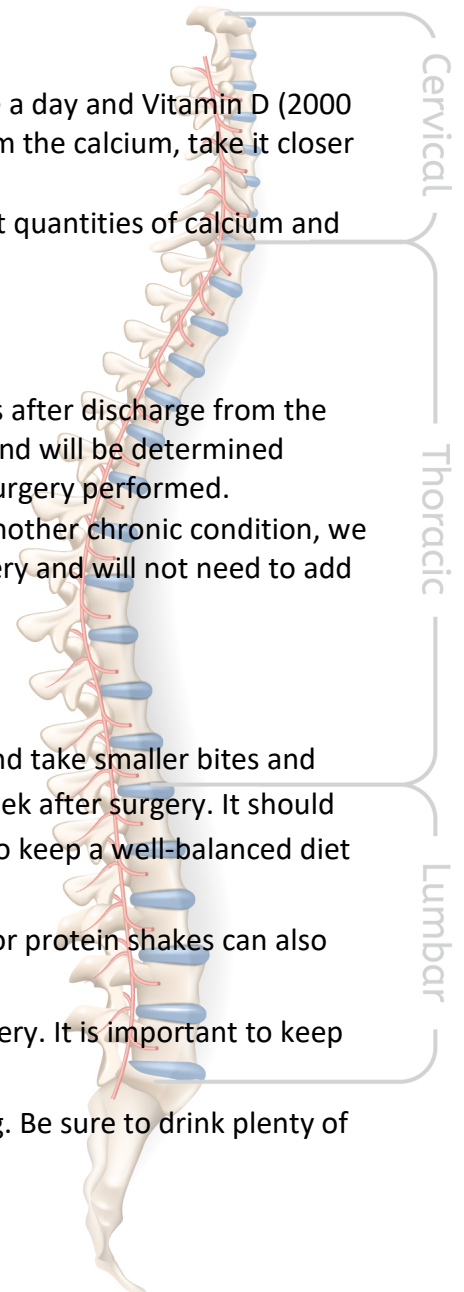 a day and Vitamin D (2000
the calcium, take it closer
quantities of calcium and
after discharge from the
nd will be determined
urgery performed.
nother chronic condition, we
ery and will not need to add
nd take smaller bites and
ek after surgery. It should
o keep a well-balanced diet
or protein shakes can also
ery. It is important to keep
Be sure to drink plenty of
Cervical
Thoracic
Lumbar